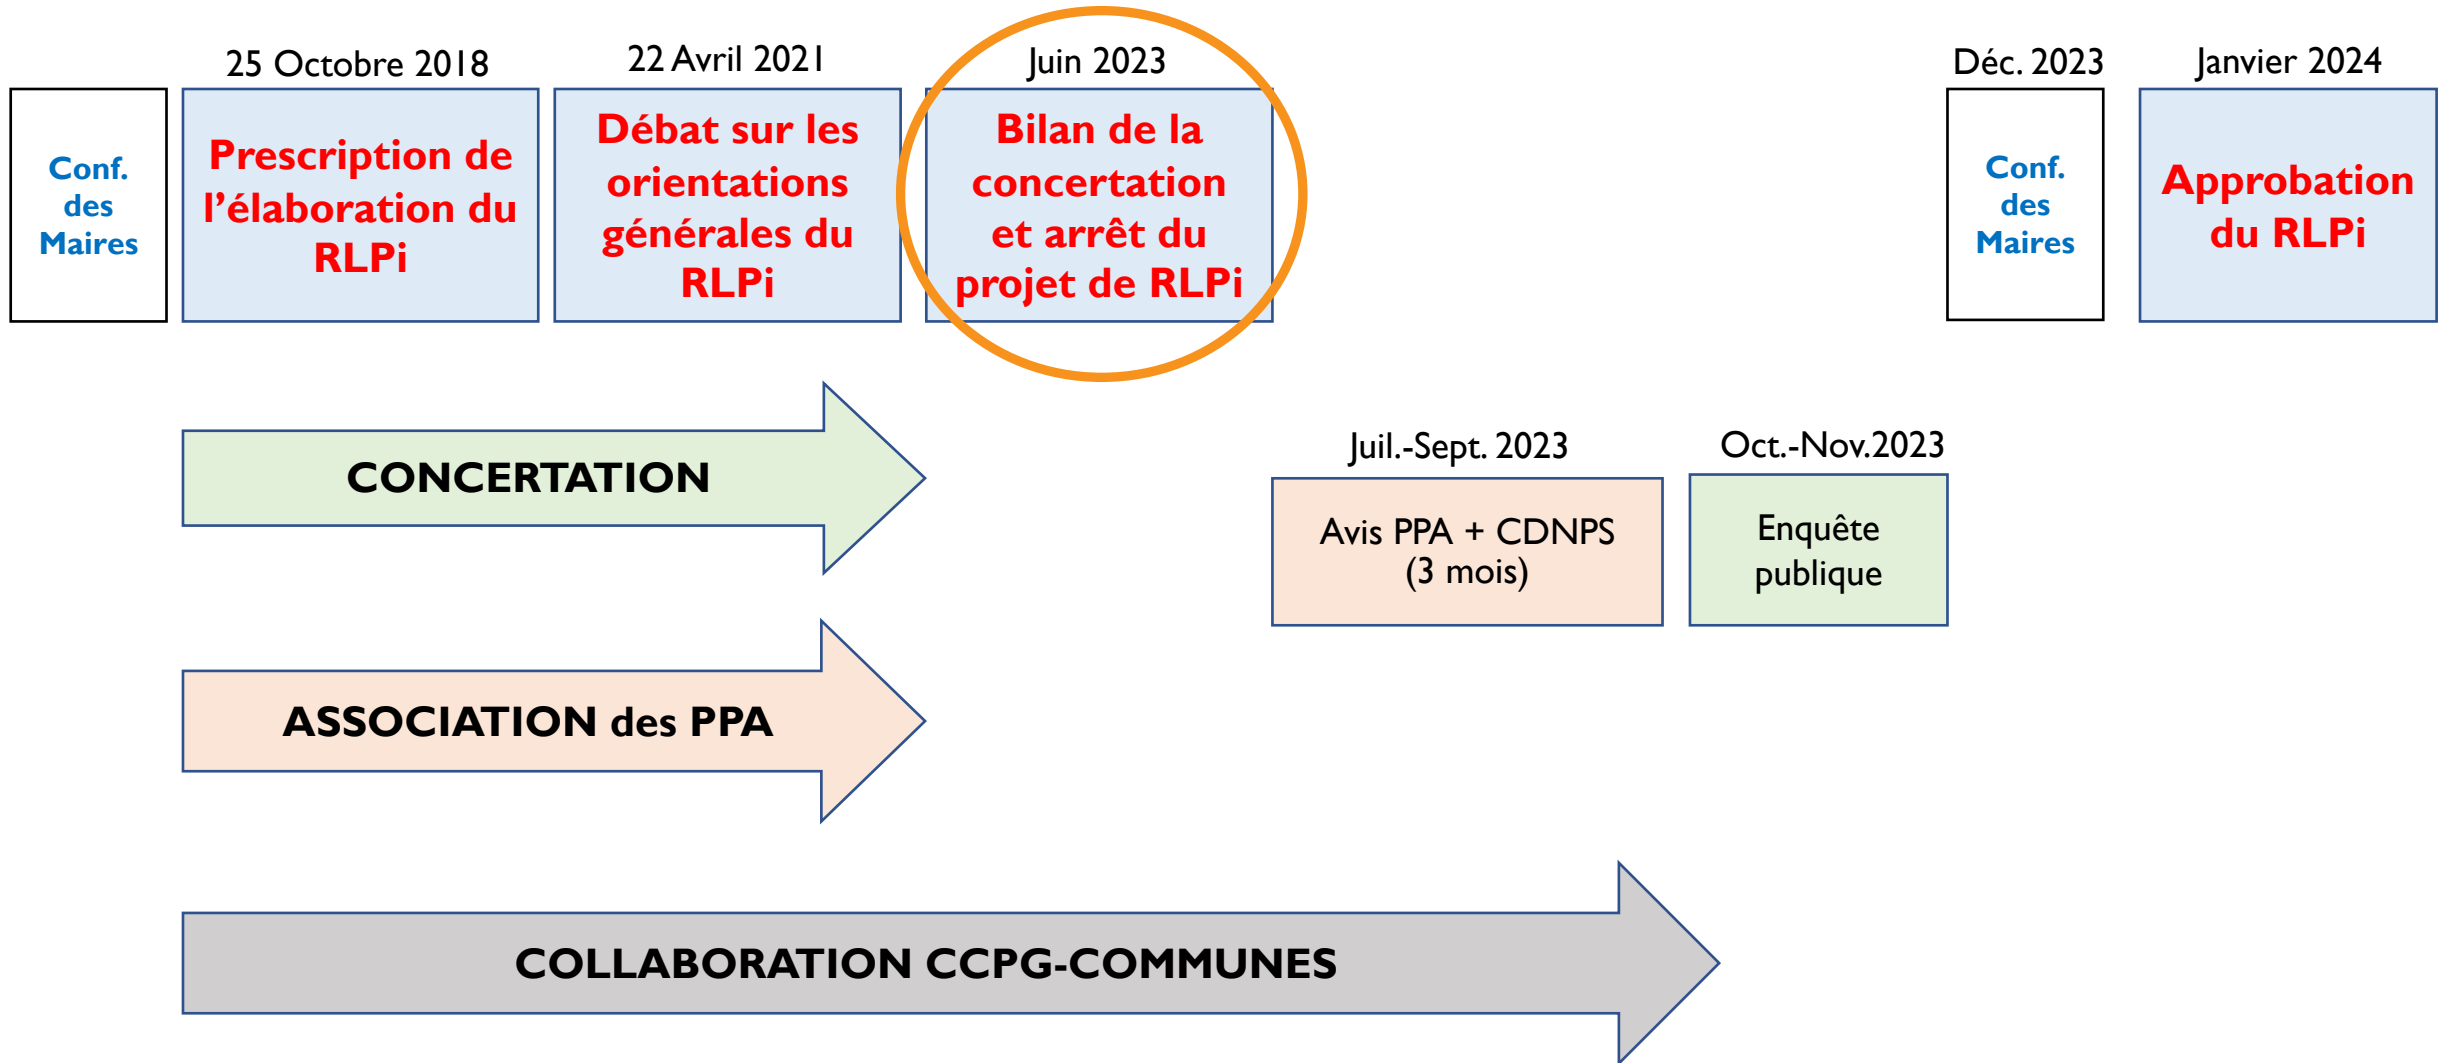 25 Octobre 2018
22 Avril 2021
Juin 2023
Déc. 2023
Janvier 2024
Conf.
des
Maires
Prescription de
l’élaboration du
RLPi
Débat sur les
orientations
générales du
RLPi
Bilan de la
concertation
et arrêt du
projet de RLPi
Conf.
des
Maires
Approbation
du RLPi
CONCERTATION
Juil.-Sept. 2023
Avis PPA + CDNPS
(3 mois)
Oct.-Nov.2023
Enquête
publique
ASSOCIATION des PPA
COLLABORATION CCPG-COMMUNES